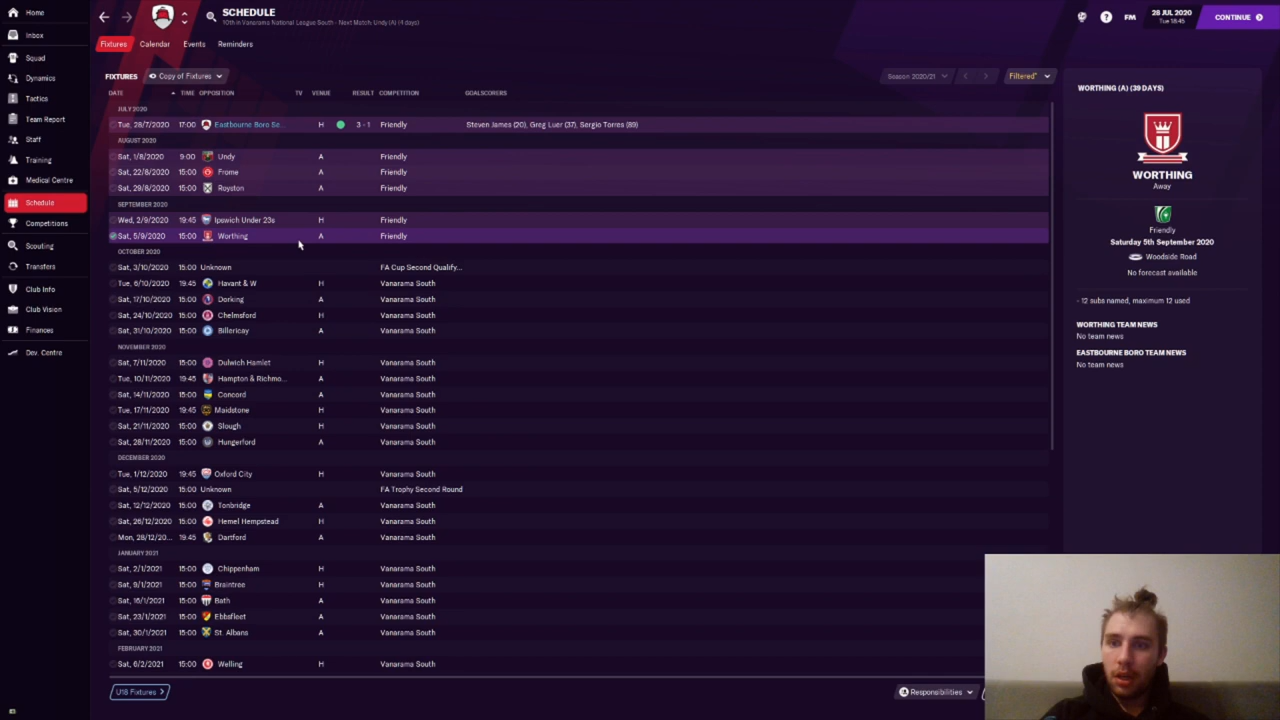 SCHEDULE
10th in Vanarama National League South - Next Match: Undy (A) (4 days)
FM
28 JUL 2020
Tue 18:45
CONTINUE
Home
Inbox
Squad
Dynamics
Tactics
Team Report
Staff
Training
Medical Centre
Schedule
Competitions
Scouting
Transfers
Club Info
Club Vision
Finances
Dev. Centre
Fixtures Calendar Events Reminders
FIXTURES Copy of Fixtures Season 2020/21 Filtered*
DATE TIME OPPOSITION TV VENUE RESULT COMPETITION GOALSCORERS
JULY 2020
Tue, 28/7/2020 17:00 Eastbourne Boro Se... H 3 - 1 Friendly Steven James (20), Greg Luer (37), Sergio Torres (89)
AUGUST 2020
Sat, 1/8/2020 9:00 Undy A Friendly
Sat, 22/8/2020 15:00 Frome A Friendly
Sat, 29/8/2020 15:00 Royston A Friendly
SEPTEMBER 2020
Wed, 2/9/2020 19:45 Ipswich Under 23s H Friendly
Sat, 5/9/2020 15:00 Worthing A Friendly
OCTOBER 2020
Sat, 3/10/2020 15:00 Unknown FA Cup Second Qualify...
Tue, 6/10/2020 19:45 Havant & W H Vanarama South
Sat, 17/10/2020 15:00 Dorking A Vanarama South
Sat, 24/10/2020 15:00 Chelmsford H Vanarama South
Sat, 31/10/2020 15:00 Billericay A Vanarama South
NOVEMBER 2020
Sat, 7/11/2020 15:00 Dulwich Hamlet H Vanarama South
Tue, 10/11/2020 19:45 Hampton & Richmo... A Vanarama South
Sat, 14/11/2020 15:00 Concord A Vanarama South
Tue, 17/11/2020 19:45 Maidstone H Vanarama South
Sat, 21/11/2020 15:00 Slough H Vanarama South
Sat, 28/11/2020 15:00 Hungerford A Vanarama South
DECEMBER 2020
Tue, 1/12/2020 19:45 Oxford City H Vanarama South
Sat, 5/12/2020 15:00 Unknown FA Trophy Second Round
Sat, 12/12/2020 15:00 Tonbridge A Vanarama South
Sat, 26/12/2020 15:00 Hemel Hempstead H Vanarama South
Mon, 28/12/20... 19:45 Dartford A Vanarama South
JANUARY 2021
Sat, 2/1/2021 15:00 Chippenham H Vanarama South
Sat, 9/1/2021 15:00 Braintree H Vanarama South
Sat, 16/1/2021 15:00 Bath A Vanarama South
Sat, 23/1/2021 15:00 Ebbsfleet A Vanarama South
Sat, 30/1/2021 15:00 St. Albans A Vanarama South
FEBRUARY 2021
Sat, 6/2/2021 15:00 Welling H Vanarama South
U18 Fixtures
Responsibilities
WORTHING (A) (39 DAYS)
WORTHING
Away
Friendly
Saturday 5th September 2020
Woodside Road
No forecast available
- 12 subs named, maximum 12 used
WORTHING TEAM NEWS
No team news
EASTBOURNE BORO TEAM NEWS
No team news